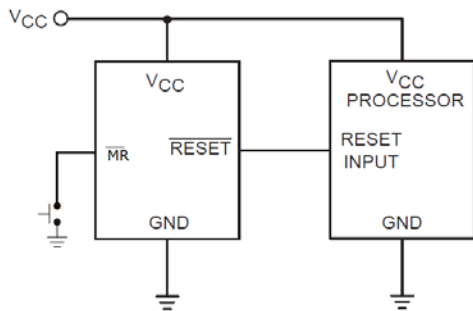 VCC
VCC
MR
RESET
GND
VCC
PROCESSOR
RESET
INPUT
GND